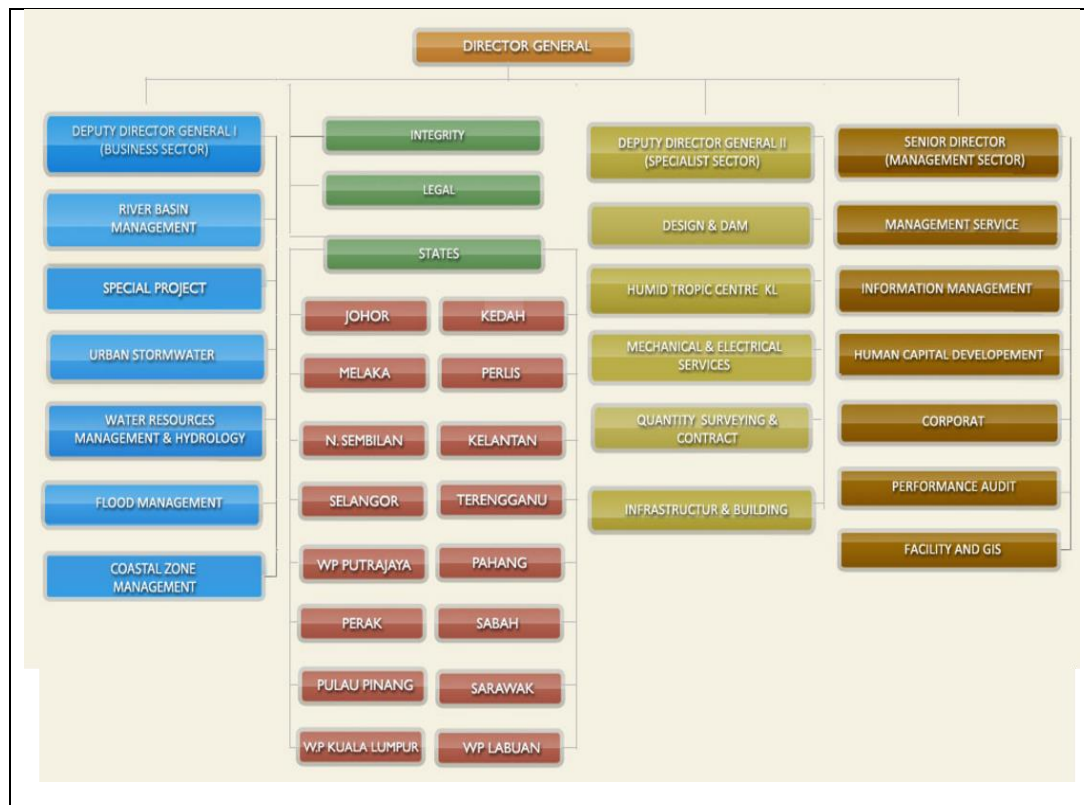 DIRECTOR GENERAL
DEPUTY DIRECTOR GENERAL I
(BUSINESS SECTOR)
RIVER BASIN
MANAGEMENT
SPECIAL PROJECT
URBAN STORMWATER
WATER RESOURCES
MANAGEMENT & HYDROLOGY
FLOOD MANAGEMENT
COASTAL ZONE
MANAGEMENT
INTEGRITY
LEGAL
STATES
JOHOR
KEDAH
MELAKA
PERLIS
N. SEMBILAN
KELANTAN
SELANGOR
TERENGGANU
WP PUTRAJAYA
PAHANG
PERAK
SABAH
PULAU PINANG
SARAWAK
W.P KUALA LUMPUR
WP LABUAN
DEPUTY DIRECTOR GENERAL II
(SPECIALIST SECTOR)
DESIGN & DAM
HUMID TROPIC CENTRE KL
MECHANICAL & ELECTRICAL
SERVICES
QUANTITY SURVEYING &
CONTRACT
INFRASTRUCTUR & BUILDING
SENIOR DIRECTOR
(MANAGEMENT SECTOR)
MANAGEMENT SERVICE
INFORMATION MANAGEMENT
HUMAN CAPITAL DEVELOPEMENT
CORPORAT
PERFORMANCE AUDIT
FACILITY AND GIS